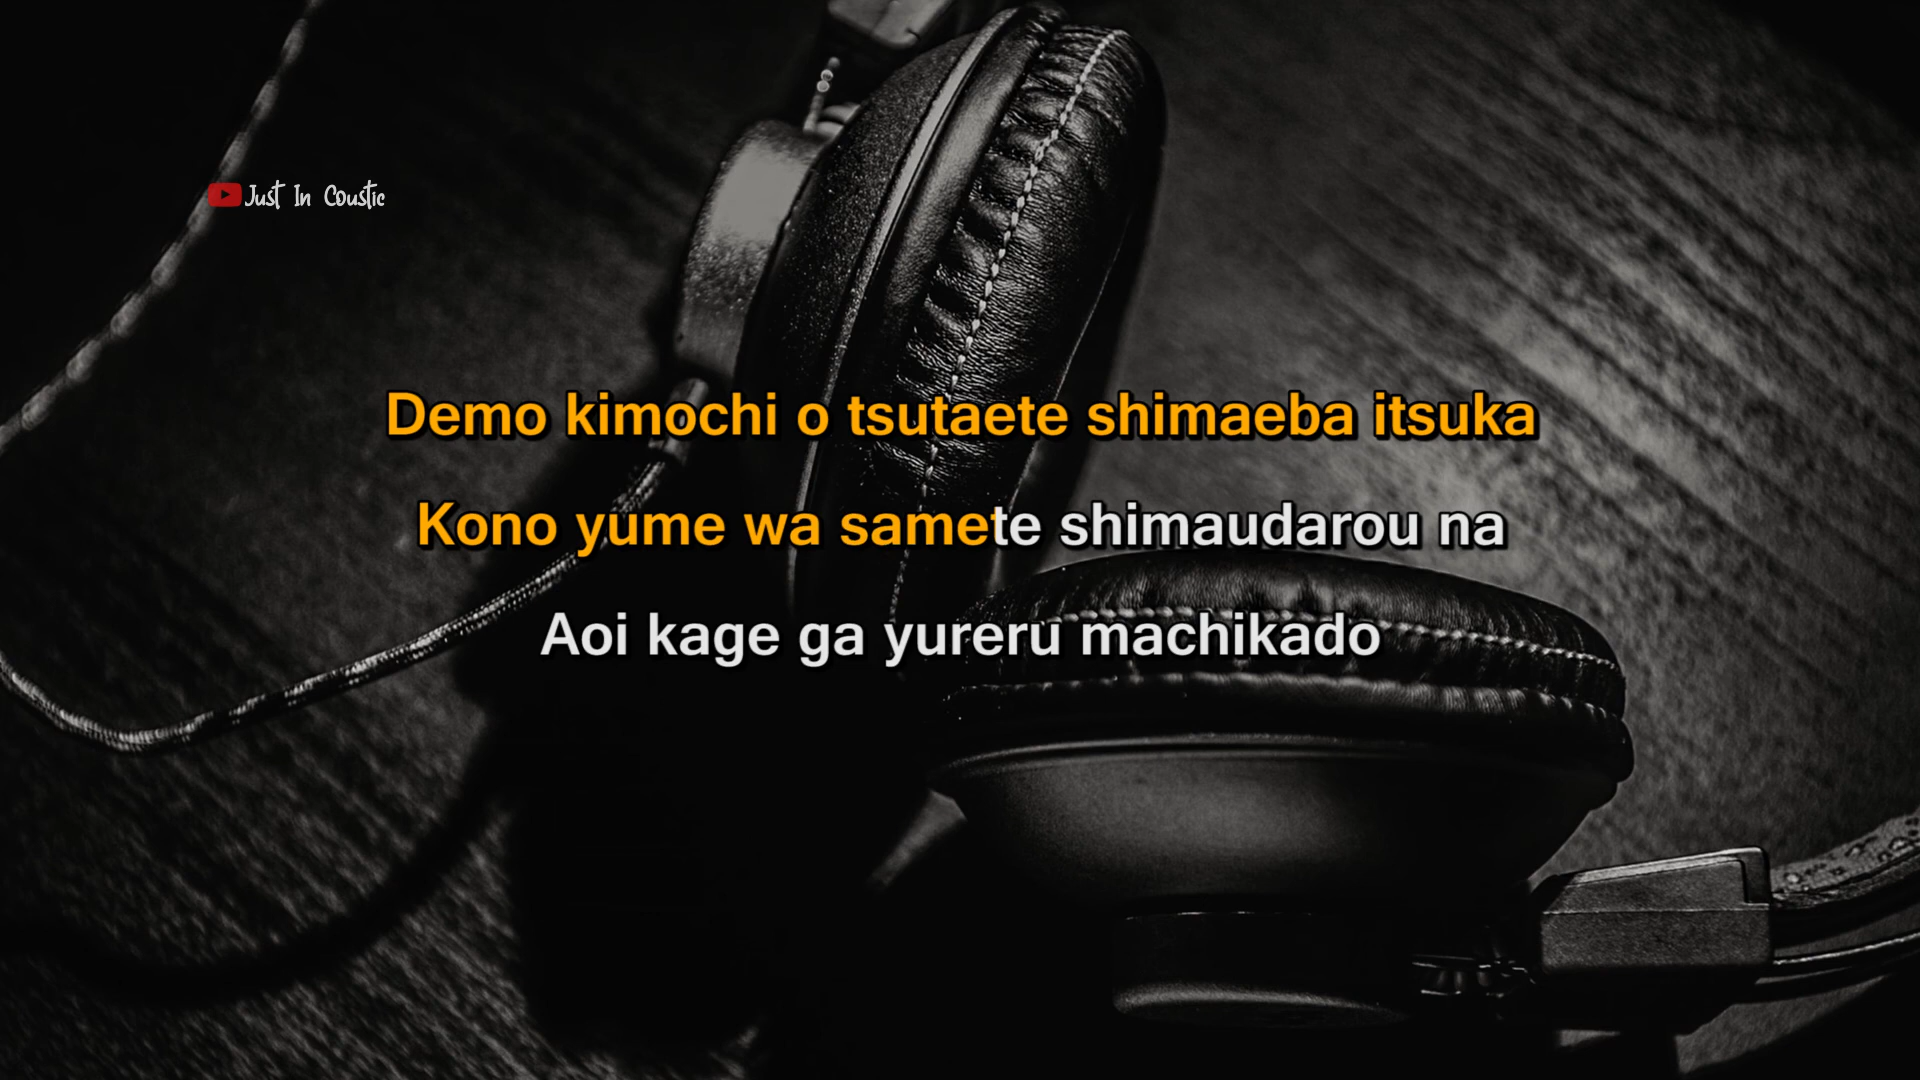 Just In Coustic
Demo kimochi o tsutaete shimaeba itsuka
Kono yume wa samete shimaudarou na
Aoi kage ga yureru machikado